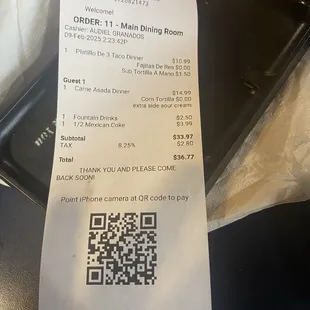 Welcome!
ORDER: 11 - Main Dining Room
Cashier: AUDIEL GRANADOS
09-Feb-2025 2:23:42P
1 Platillo De 3 Taco Dinner $10.99
Fajitas De Res $0.00
Sub Tortilla A Mano $1.50
Guest 1
1 Carne Asada Dinner $14.99
Corn Tortilla $0.00
extra side sour cream
1 Fountain Drinks $2.50
1 1/2 Mexican Coke $3.99
Subtotal $33.97
TAX 8.25% $2.80
Total $36.77
THANK YOU AND PLEASE COME
BACK SOON!
Point iPhone camera at QR code to pay